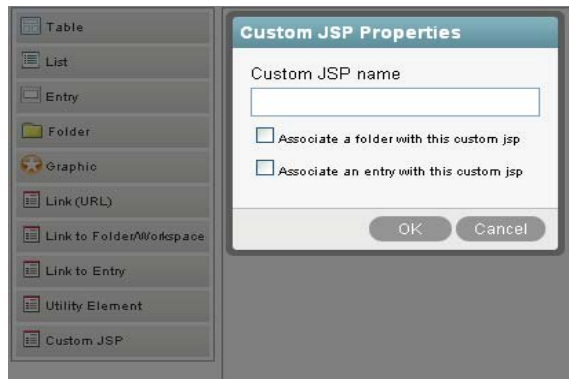 Table
List
Entry
Folder
Graphic
Link (URL)
Link to Folder/Workspace
Link to Entry
Utility Element
Custom JSP
Custom JSP Properties
Custom JSP name
Associate a folder with this custom jsp
Associate an entry with this custom jsp
OK Cancel